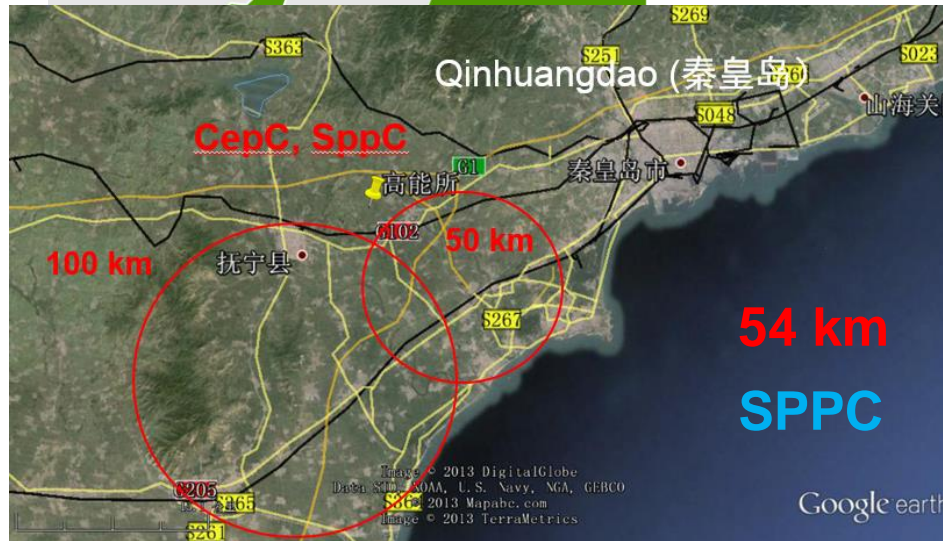 S269
S363
S251
S023
Qinhuangdao (秦皇岛)
S048
山海关
CepC, SppC
G1
秦皇岛市
高能所
G102
50 km
100 km
抚宁县
S267
54 km
SPPC
Image © 2013 DigitalGlobe
Data SIO, NOAA, U.S. Navy, NGA, GEBCO
G205
S365
© 2013 Mapabc.com
Google earth
S261
Image © 2013 TerraMetrics